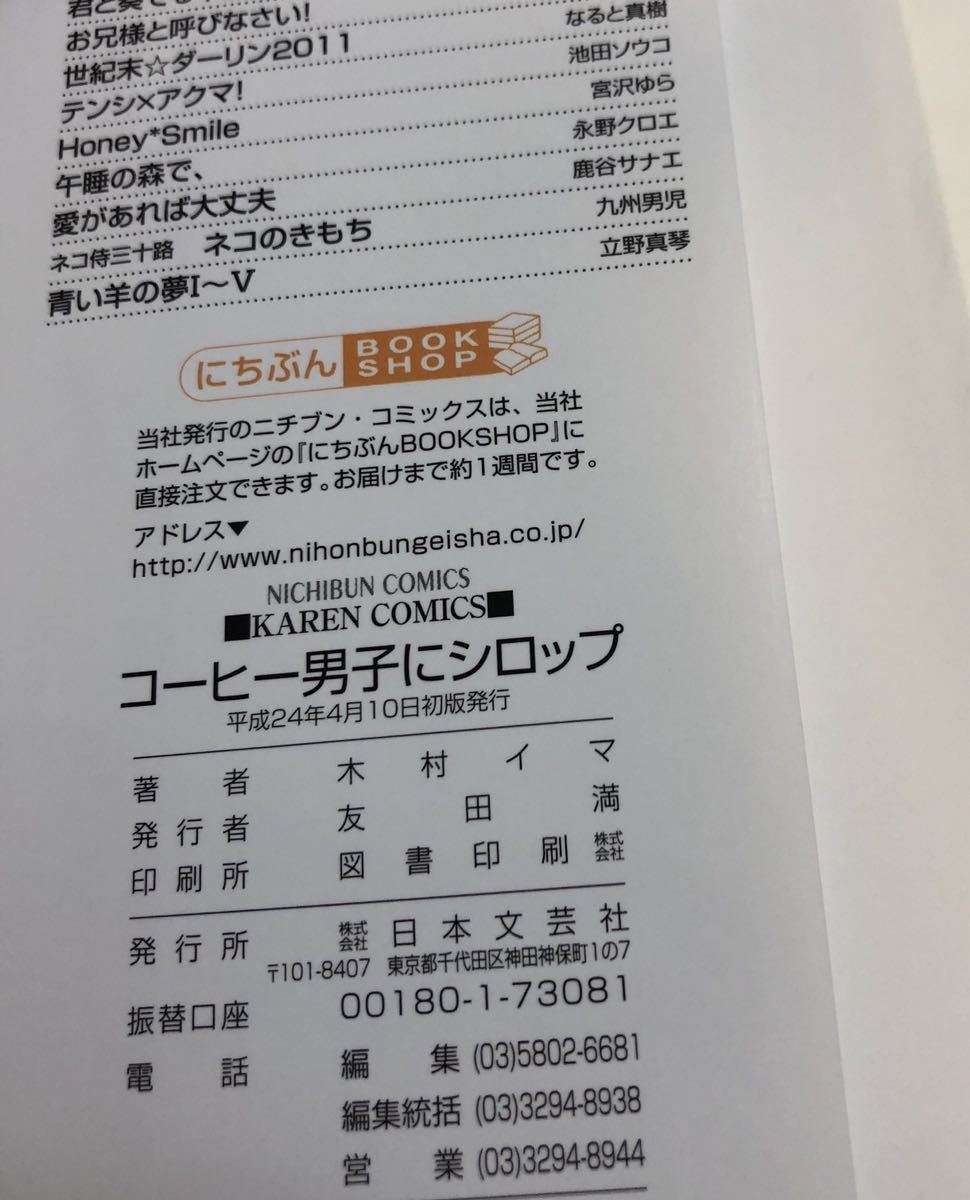 お兄様と呼びなさい!
世紀末☆ダーリン2011 なると真樹
テンシ×アクマ! 池田ソウコ
Honey*Smile 宮沢ゆら
午睡の森で、 永野クロエ
愛があれば大丈夫 鹿谷サナエ
ネコ侍三十路 ネコのきもち 九州男児
青い羊の夢I〜V 立野真琴
にちぶん BOOK SHOP
当社発行のニチブン・コミックスは、当社
ホームページの『にちぶんBOOKSHOP』に
直接注文できます。お届けまで約1週間です。
アドレス▼
http://www.nihonbungeisha.co.jp/
NICHIBUN COMICS
■KAREN COMICS■
コーヒー男子にシロップ
平成24年4月10日初版発行
著者 木村イマ
発行者 友田満
印刷所 図書印刷株式会社
発行所 株式会社 日本文芸社
〒101-8407 東京都千代田区神田神保町1の7
振替口座 00180-1-73081
電話 編集 (03)5802-6681
編集統括 (03)3294-8938
営業 (03)3294-8944